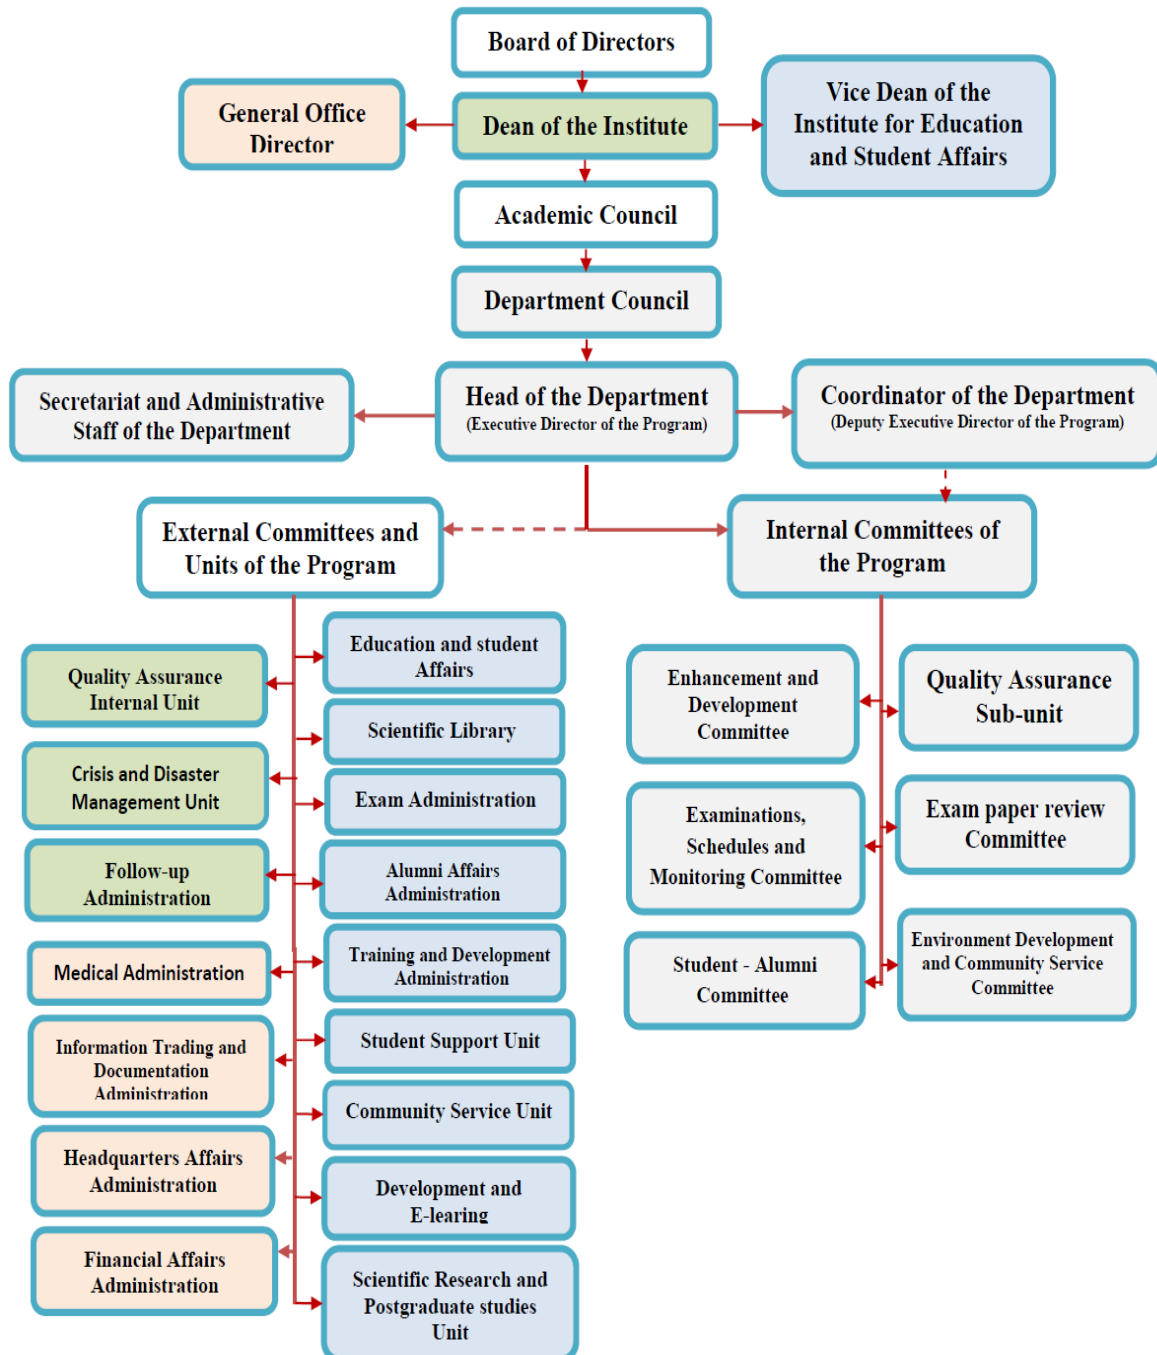 Board of Directors
General Office
Director
Dean of the Institute
Vice Dean of the
Institute for Education
and Student Affairs
Academic Council
Department Council
Secretariat and Administrative
Staff of the Department
Head of the Department
(Executive Director of the Program)
Coordinator of the Department
(Deputy Executive Director of the Program)
External Committees and
Units of the Program
Internal Committees of
the Program
Quality Assurance
Internal Unit
Crisis and Disaster
Management Unit
Follow-up
Administration
Medical Administration
Information Trading and
Documentation
Administration
Headquarters Affairs
Administration
Financial Affairs
Administration
Education and student
Affairs
Scientific Library
Exam Administration
Alumni Affairs
Administration
Training and Development
Administration
Student Support Unit
Community Service Unit
Development and
E-learing
Scientific Research and
Postgraduate studies
Unit
Enhancement and
Development
Committee
Examinations,
Schedules and
Monitoring Committee
Student - Alumni
Committee
Quality Assurance
Sub-unit
Exam paper review
Committee
Environment Development
and Community Service
Committee